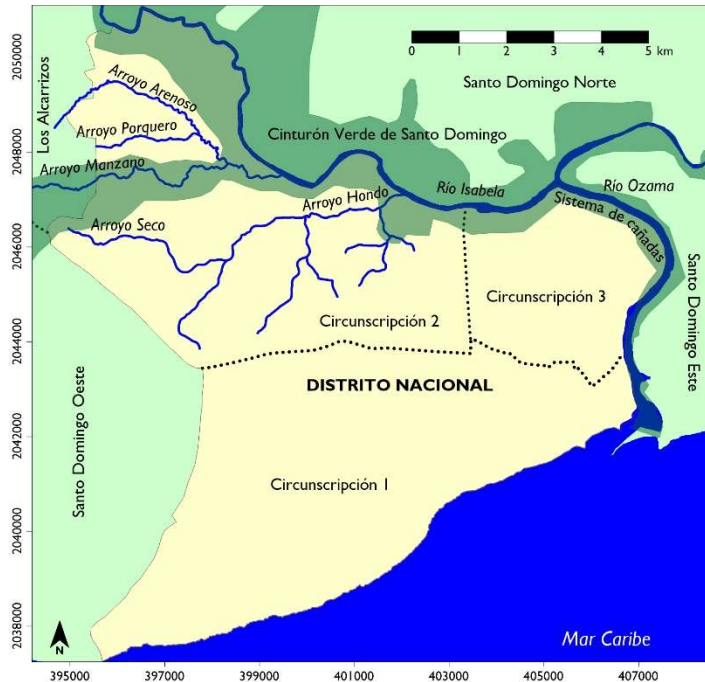 0 1 2 3 4 5 km
Santo Domingo Norte
Los Alcarrizos
Arroyo Arenoso
Arroyo Porquero
Cinturón Verde de Santo Domingo
Arroyo Manzano
Río Isabela
Río Ozama
Arroyo Hondo
Sistema de cañadas
Arroyo Seco
Santo Domingo Este
Circunscripción 3
Circunscripción 2
DISTRITO NACIONAL
Santo Domingo Oeste
Circunscripción 1
Mar Caribe
N
2050000
2048000
2046000
2044000
2042000
2040000
2038000
395000 397000 399000 401000 403000 405000 407000